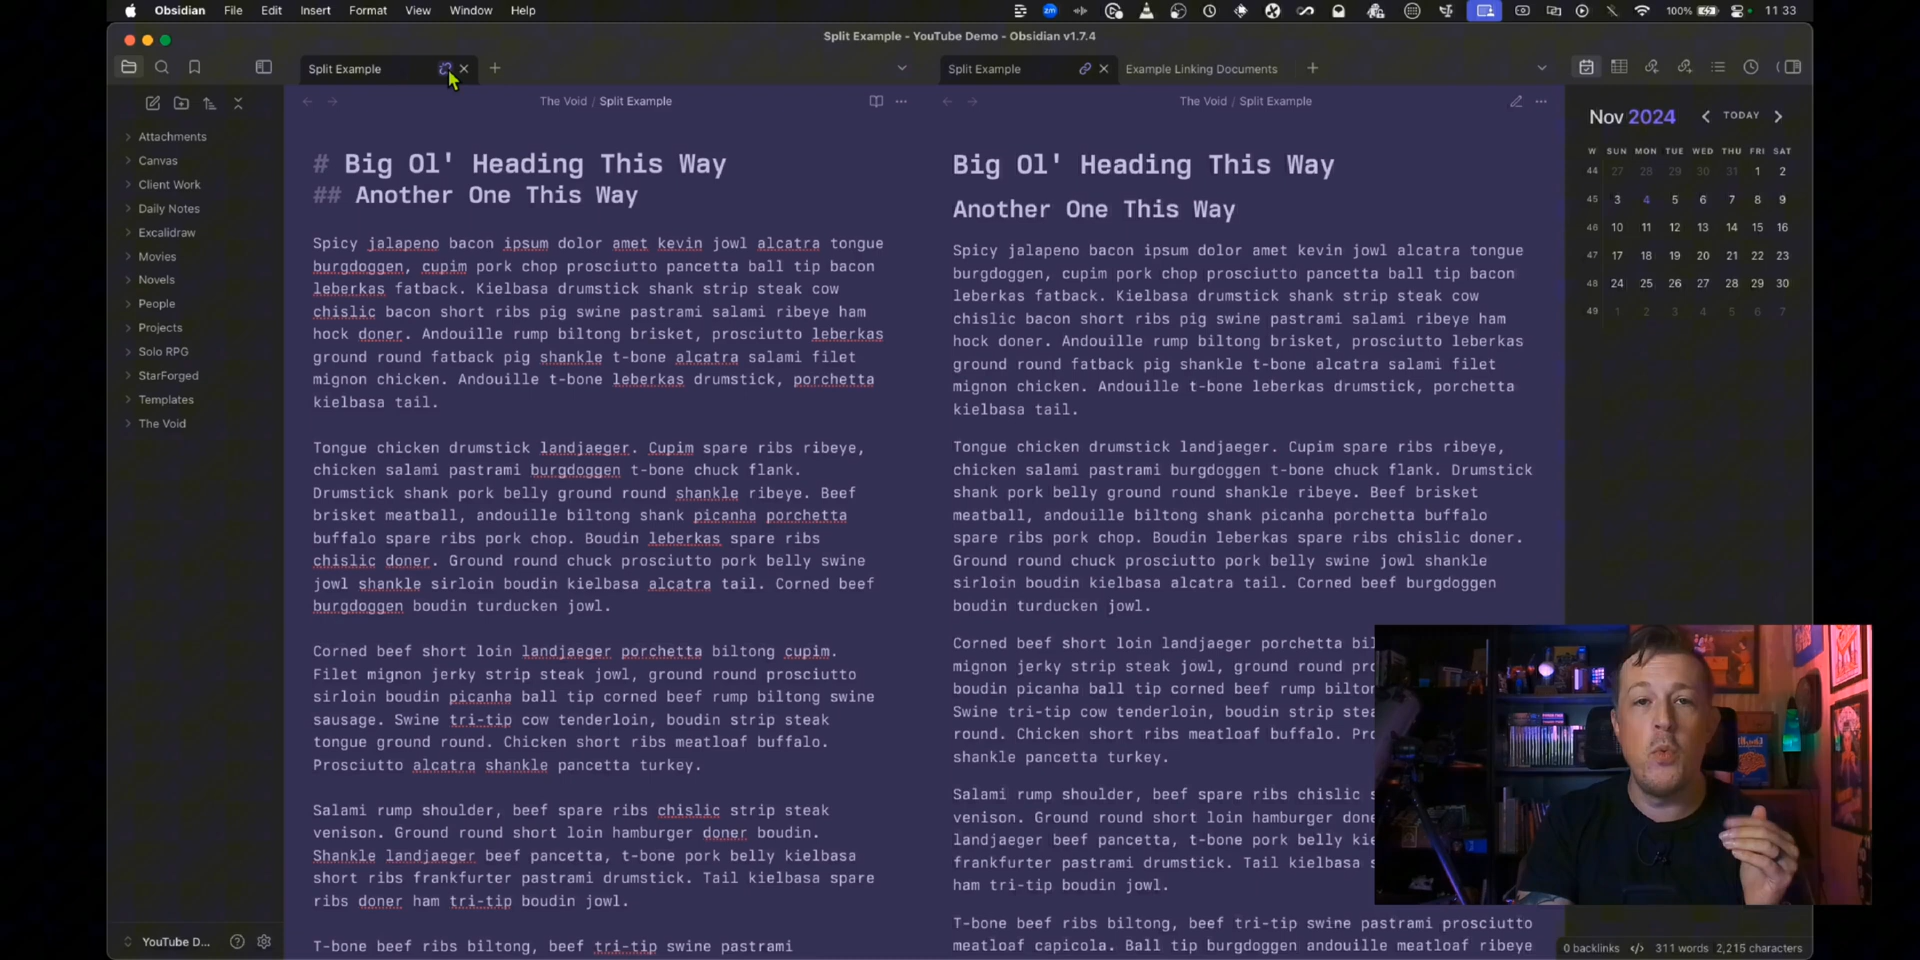 Obsidian File Edit Insert Format View Window Help
100% 11 33
Split Example - YouTube Demo - Obsidian v1.7.4
Split Example
Split Example
Example Linking Documents
The Void / Split Example
The Void / Split Example
Attachments
Canvas
Client Work
Daily Notes
Excalidraw
Movies
Novels
People
Projects
Solo RPG
StarForged
Templates
The Void
YouTube D...
# Big Ol' Heading This Way
## Another One This Way
Spicy jalapeno bacon ipsum dolor amet kevin jowl alcatra tongue
burgdoggen, cupim pork chop prosciutto pancetta ball tip bacon
leberkas fatback. Kielbasa drumstick shank strip steak cow
chislic bacon short ribs pig swine pastrami salami ribeye ham
hock doner. Andouille rump biltong brisket, prosciutto leberkas
ground round fatback pig shankle t-bone alcatra salami filet
mignon chicken. Andouille t-bone leberkas drumstick, porchetta
kielbasa tail.
Tongue chicken drumstick landjaeger. Cupim spare ribs ribeye,
chicken salami pastrami burgdoggen t-bone chuck flank.
Drumstick shank pork belly ground round shankle ribeye. Beef
brisket meatball, andouille biltong shank picanha porchetta
buffalo spare ribs pork chop. Boudin leberkas spare ribs
chislic doner. Ground round chuck prosciutto pork belly swine
jowl shankle sirloin boudin kielbasa alcatra tail. Corned beef
burgdoggen boudin turducken jowl.
Corned beef short loin landjaeger porchetta biltong cupim.
Filet mignon jerky strip steak jowl, ground round prosciutto
sirloin boudin picanha ball tip corned beef rump biltong swine
sausage. Swine tri-tip cow tenderloin, boudin strip steak
tongue ground round. Chicken short ribs meatloaf buffalo.
Prosciutto alcatra shankle pancetta turkey.
Salami rump shoulder, beef spare ribs chislic strip steak
venison. Ground round short loin hamburger doner boudin.
Shankle landjaeger beef pancetta, t-bone pork belly kielbasa
short ribs frankfurter pastrami drumstick. Tail kielbasa spare
ribs doner ham tri-tip boudin jowl.
T-bone beef ribs biltong, beef tri-tip swine pastrami
Big Ol' Heading This Way
Another One This Way
Spicy jalapeno bacon ipsum dolor amet kevin jowl alcatra tongue
burgdoggen, cupim pork chop prosciutto pancetta ball tip bacon
leberkas fatback. Kielbasa drumstick shank strip steak cow
chislic bacon short ribs pig swine pastrami salami ribeye ham
hock doner. Andouille rump biltong brisket, prosciutto leberkas
ground round fatback pig shankle t-bone alcatra salami filet
mignon chicken. Andouille t-bone leberkas drumstick, porchetta
kielbasa tail.
Tongue chicken drumstick landjaeger. Cupim spare ribs ribeye,
chicken salami pastrami burgdoggen t-bone chuck flank. Drumstick
shank pork belly ground round shankle ribeye. Beef brisket
meatball, andouille biltong shank picanha porchetta buffalo
spare ribs pork chop. Boudin leberkas spare ribs chislic doner.
Ground round chuck prosciutto pork belly swine jowl shankle
sirloin boudin kielbasa alcatra tail. Corned beef burgdoggen
boudin turducken jowl.
Corned beef short loin landjaeger porchetta bil
mignon jerky strip steak jowl, ground round pro
boudin picanha ball tip corned beef rump biltong
Swine tri-tip cow tenderloin, boudin strip stea
round. Chicken short ribs meatloaf buffalo. Pro
shankle pancetta turkey.
Salami rump shoulder, beef spare ribs chislic s
venison. Ground round short loin hamburger done
landjaeger beef pancetta, t-bone pork belly kie
frankfurter pastrami drumstick. Tail kielbasa s
ham tri-tip boudin jowl.
T-bone beef ribs biltong, beef tri-tip swine pastrami prosciutto
meatloaf capicola. Ball tip burgdoggen andouille meatloaf ribeye
Nov 2024 TODAY
W SUN MON TUE WED THU FRI SAT
44 27 28 29 30 31 1 2
45 3 4 5 6 7 8 9
46 10 11 12 13 14 15 16
47 17 18 19 20 21 22 23
48 24 25 26 27 28 29 30
49 1 2 3 4 5 6 7
0 backlinks 311 words 2,215 characters